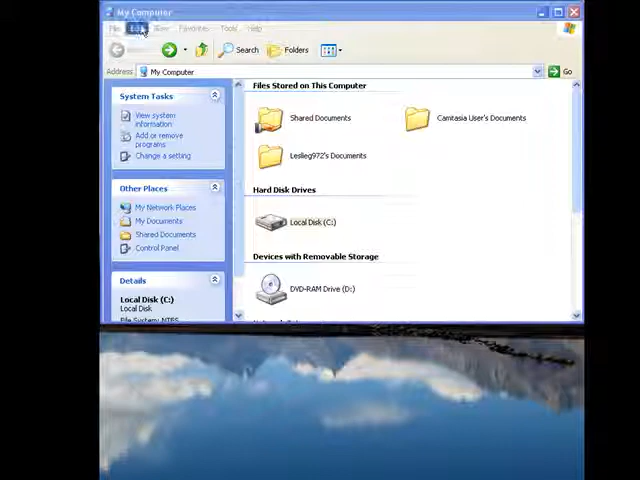 My Computer
File Edit View Favorites Tools Help
Search Folders
Address My Computer Go
System Tasks
View system
information
Add or remove
programs
Change a setting
Other Places
My Network Places
My Documents
Shared Documents
Control Panel
Details
Local Disk (C:)
Local Disk
File System: NTFS
Files Stored on This Computer
Shared Documents
Camtasia User's Documents
Leslieg972's Documents
Hard Disk Drives
Local Disk (C:)
Devices with Removable Storage
DVD-RAM Drive (D:)